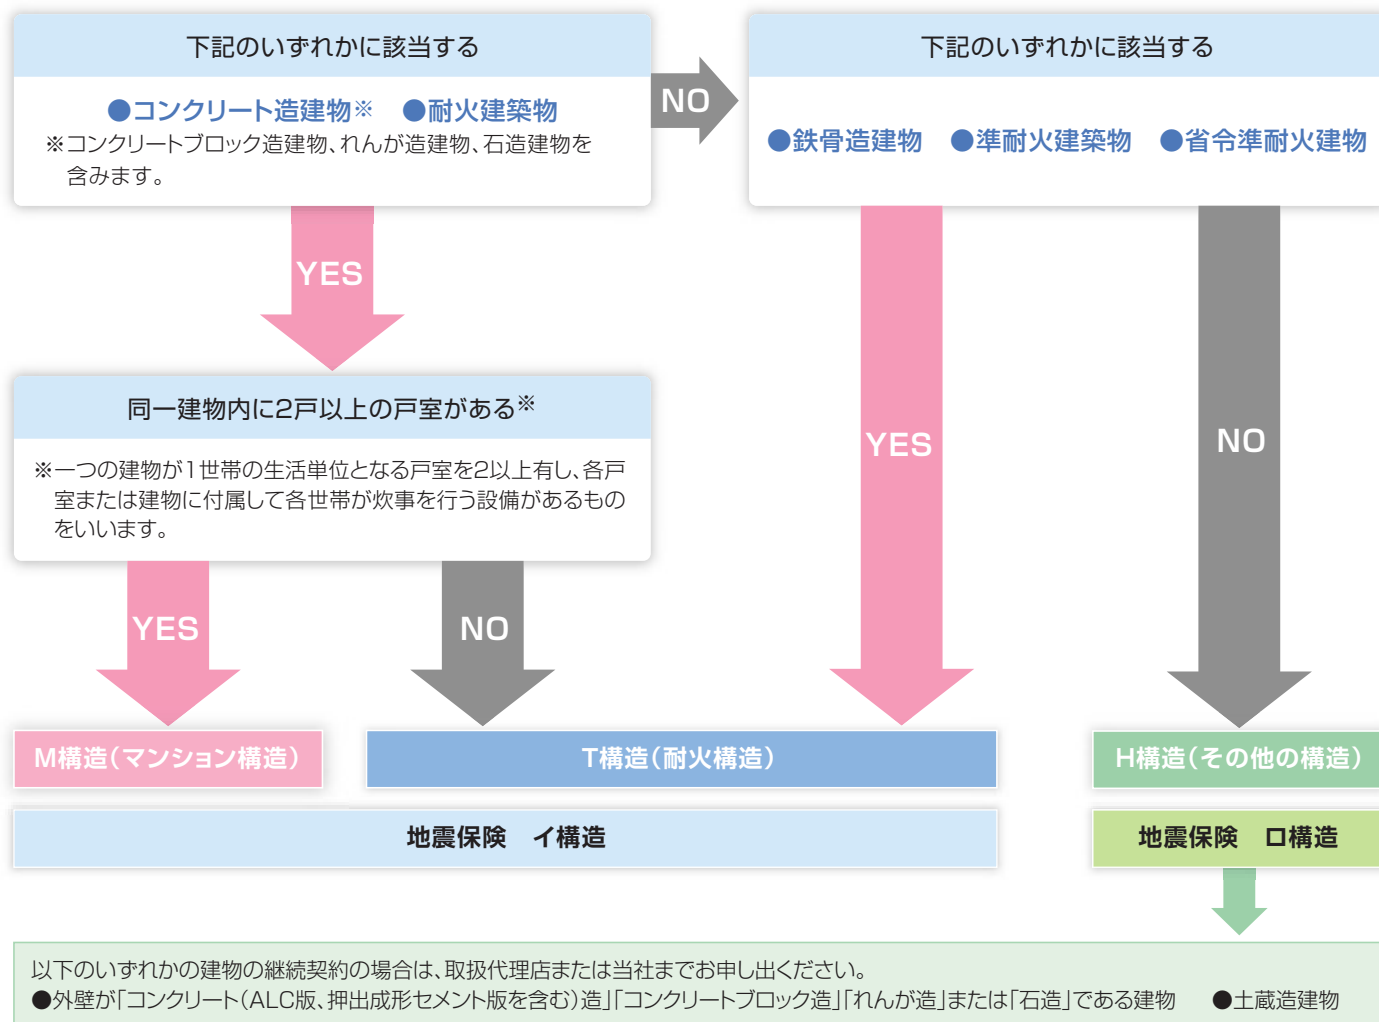 下記のいずれかに該当する
●コンクリート造建物※ ●耐火建築物
※コンクリートブロック造建物、れんが造建物、石造建物を
含みます。
NO
下記のいずれかに該当する
●鉄骨造建物 ●準耐火建築物 ●省令準耐火建物
YES
同一建物内に2戸以上の戸室がある※
※一つの建物が1世帯の生活単位となる戸室を2以上有し、各戸
室または建物に付属して各世帯が炊事を行う設備があるもの
をいいます。
YES
NO
YES
NO
M構造(マンション構造)
T構造(耐火構造)
H構造(その他の構造)
地震保険 イ構造
地震保険 ロ構造
以下のいずれかの建物の継続契約の場合は、取扱代理店または当社までお申し出ください。
●外壁が「コンクリート(ALC版、押出成形セメント版を含む)造」「コンクリートブロック造」「れんが造」または「石造」である建物 ●土蔵造建物